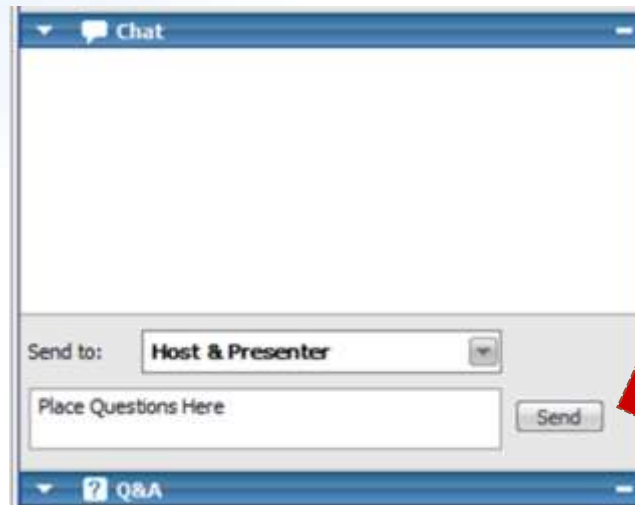 Chat
Send to: Host & Presenter
Place Questions Here
Send
Q&A